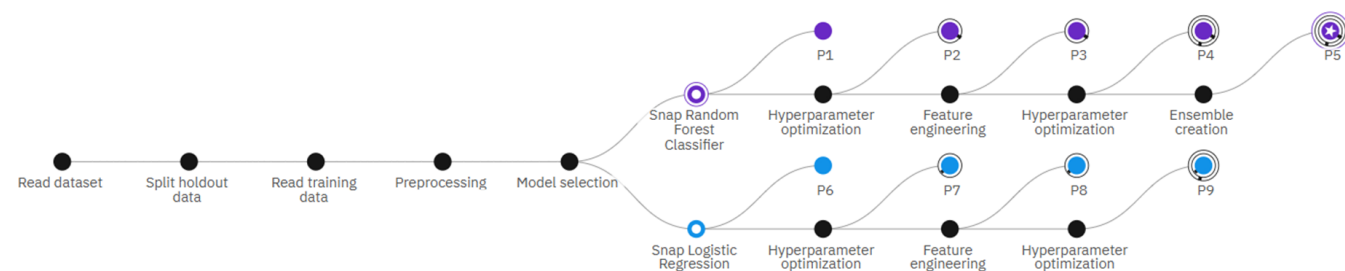 P1
P2
P3
P4
P5
Snap Random
Forest
Classifier
Hyperparameter
optimization
Feature
engineering
Hyperparameter
optimization
Ensemble
creation
Read dataset
Split holdout
data
Read training
data
Preprocessing
Model selection
P6
P7
P8
P9
Snap Logistic
Regression
Hyperparameter
optimization
Feature
engineering
Hyperparameter
optimization